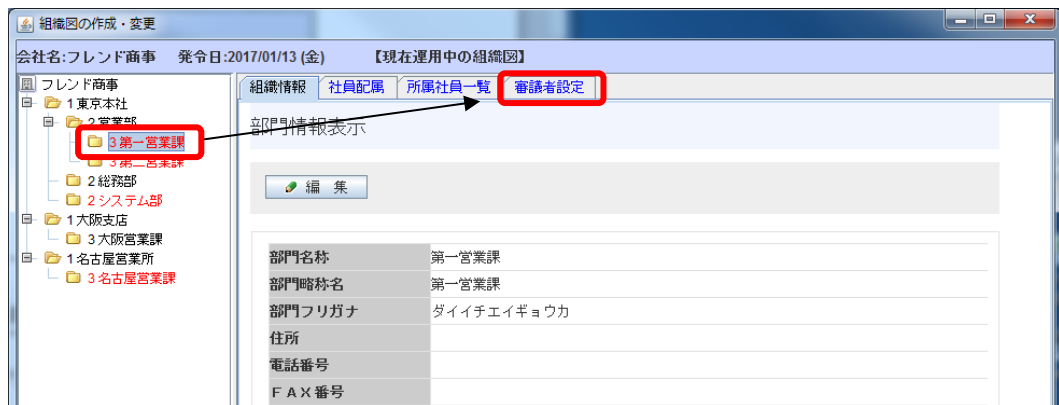 組織図の作成・変更
会社名:フレンド商事 発令日:2017/01/13 (金) 【現在運用中の組織図】
フレンド商事
1東京本社
2営業部
3第一営業課
3第二営業課
2総務部
2システム部
1大阪支店
3大阪営業課
1名古屋営業所
3名古屋営業課
組織情報 社員配属 所属社員一覧 審議者設定
部門情報表示
編 集
部門名称 第一営業課
部門略称名 第一営業課
部門フリガナ ダイイチエイギョウカ
住所
電話番号
ＦＡＸ番号